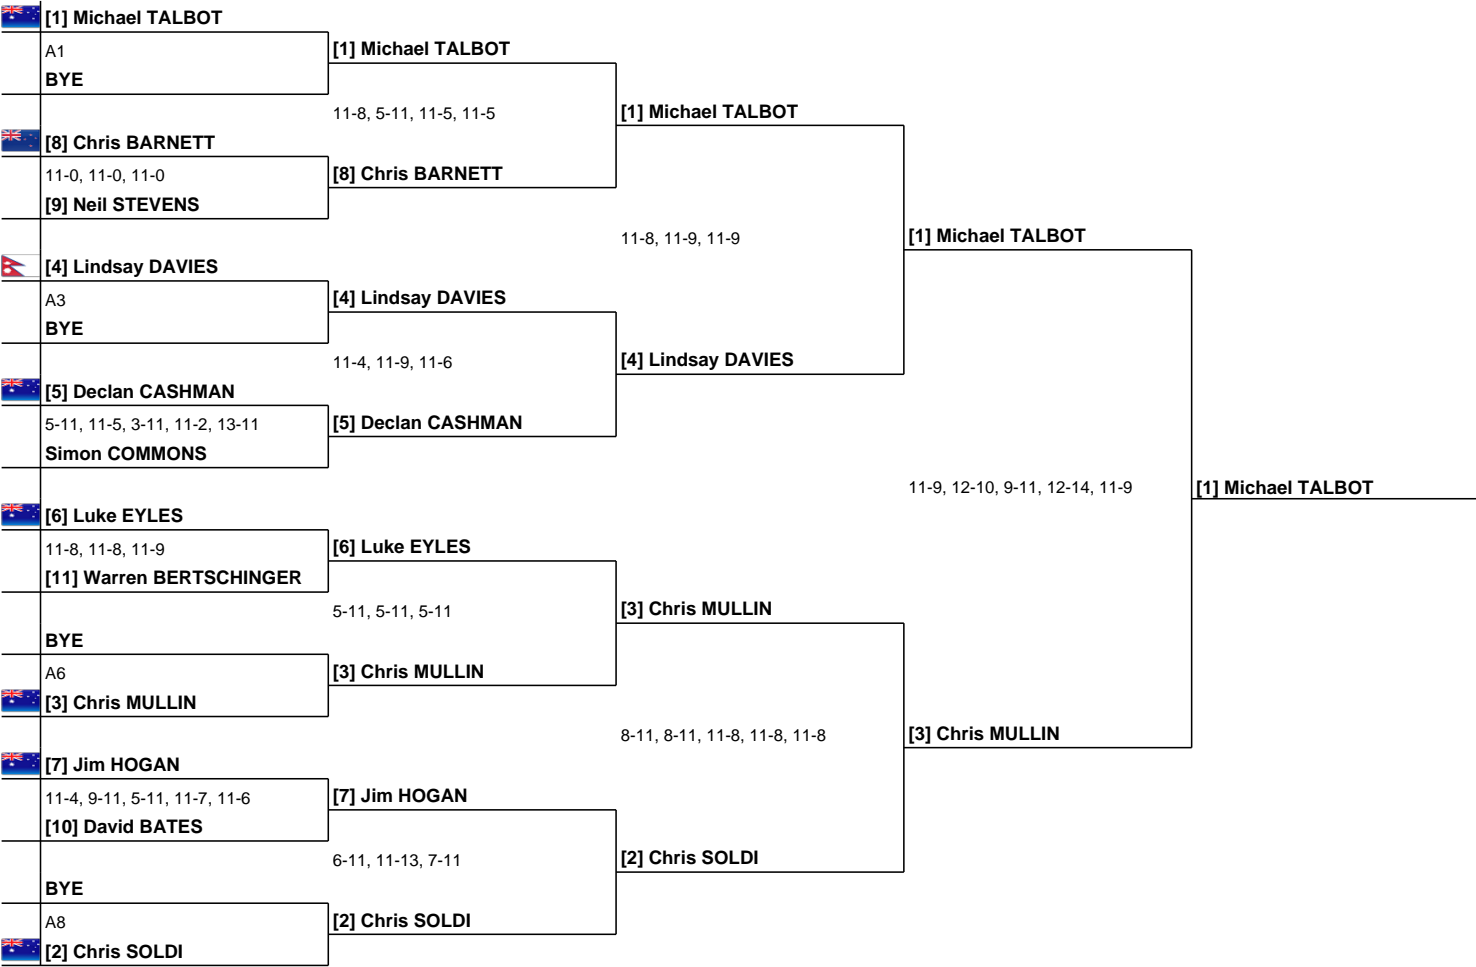 [1] Michael TALBOT
A1
BYE
[8] Chris BARNETT
11-0, 11-0, 11-0
[9] Neil STEVENS
[4] Lindsay DAVIES
A3
BYE
[5] Declan CASHMAN
5-11, 11-5, 3-11, 11-2, 13-11
Simon COMMONS
[6] Luke EYLES
11-8, 11-8, 11-9
[11] Warren BERTSCHINGER
BYE
A6
[3] Chris MULLIN
[7] Jim HOGAN
11-4, 9-11, 5-11, 11-7, 11-6
[10] David BATES
BYE
A8
[2] Chris SOLDI
[1] Michael TALBOT
11-8, 5-11, 11-5, 11-5
[8] Chris BARNETT
[4] Lindsay DAVIES
11-4, 11-9, 11-6
[5] Declan CASHMAN
[6] Luke EYLES
5-11, 5-11, 5-11
[3] Chris MULLIN
[7] Jim HOGAN
6-11, 11-13, 7-11
[2] Chris SOLDI
[1] Michael TALBOT
11-8, 11-9, 11-9
[4] Lindsay DAVIES
[3] Chris MULLIN
8-11, 8-11, 11-8, 11-8, 11-8
[2] Chris SOLDI
[1] Michael TALBOT
11-9, 12-10, 9-11, 12-14, 11-9
[3] Chris MULLIN
[1] Michael TALBOT